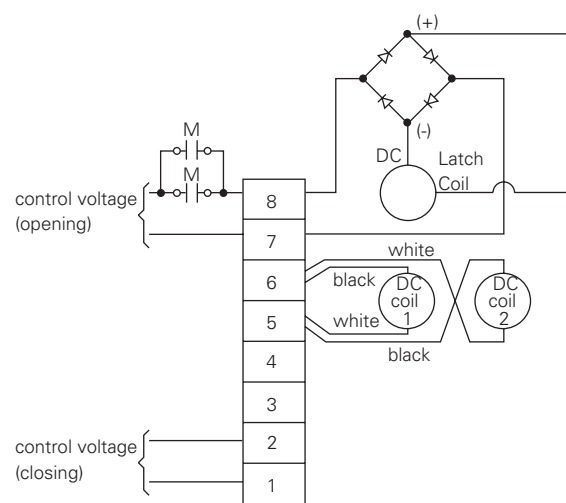 (+)
(-)
DC
Latch
Coil
M
M
control voltage
(opening)
8
7
6
5
4
3
2
1
white
black
white
black
DC
coil
1
DC
coil
2
control voltage
(closing)